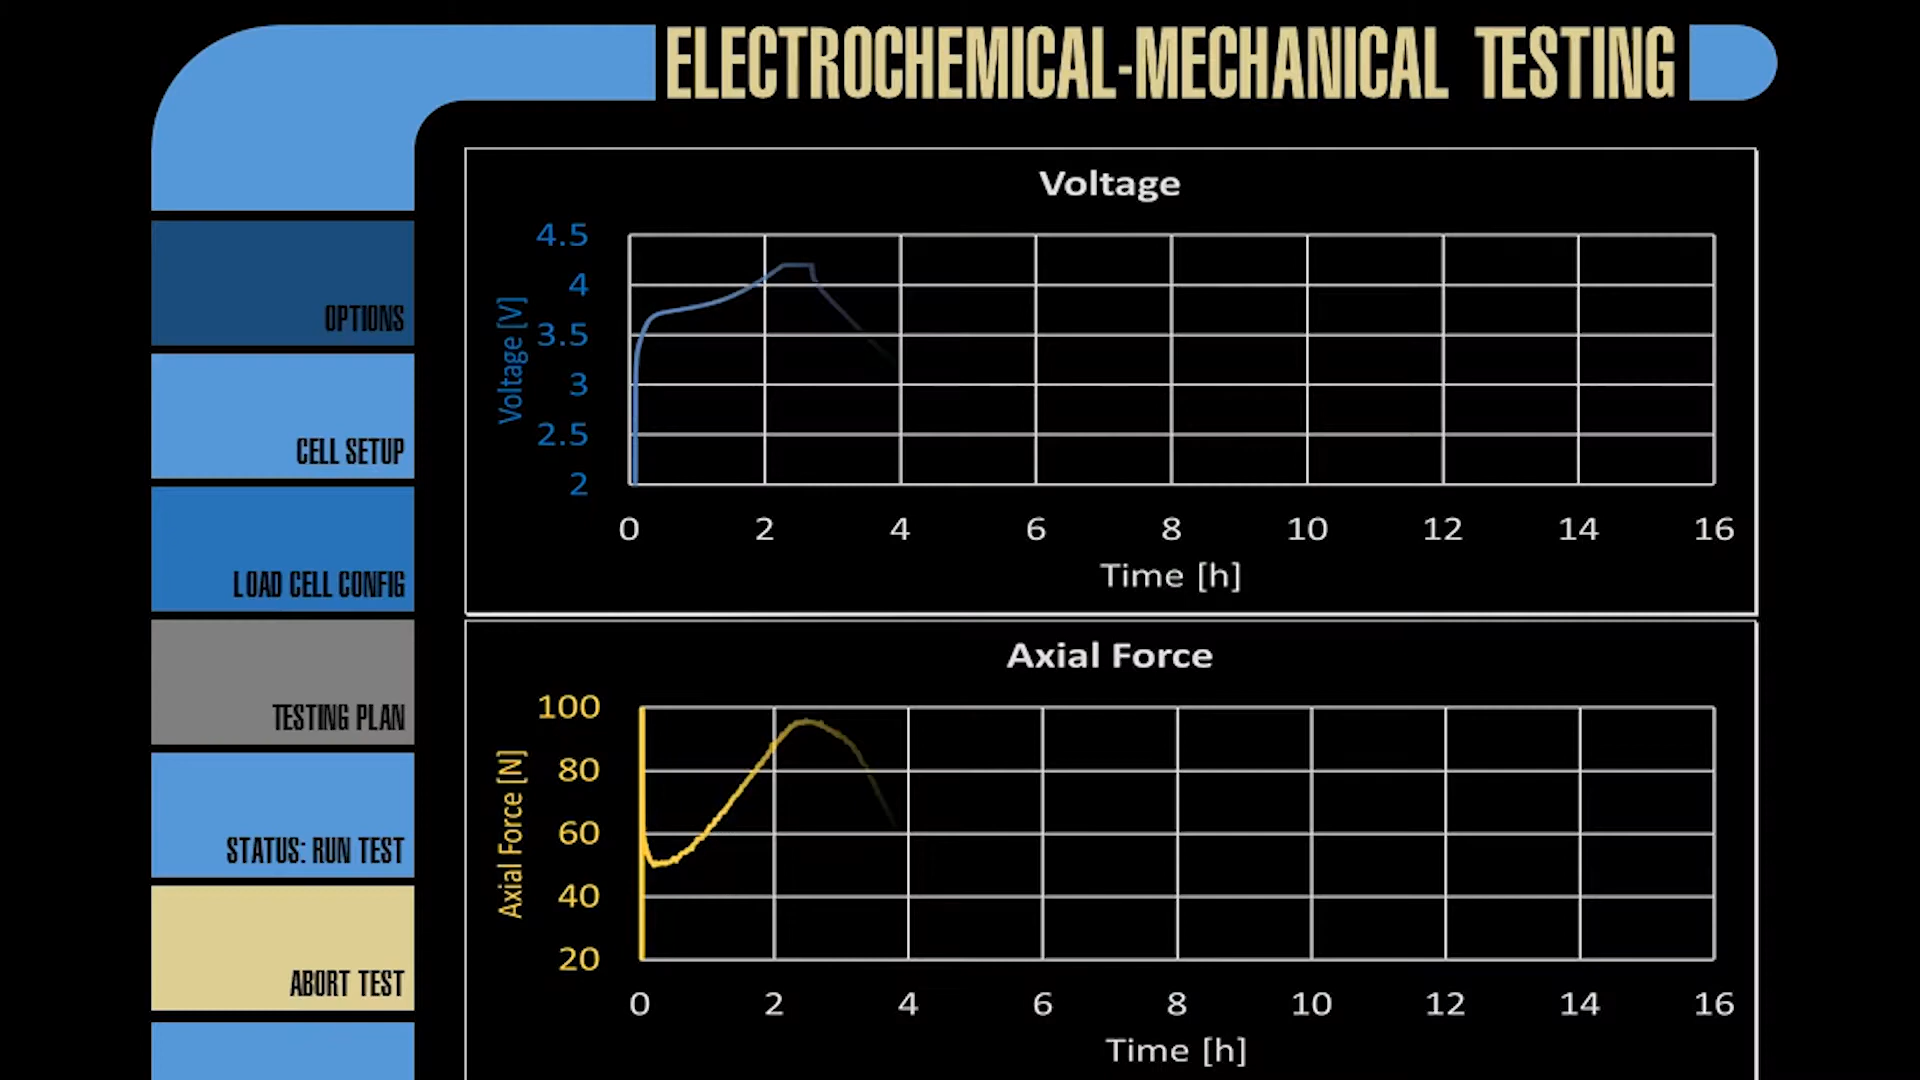 ELECTROCHEMICAL-MECHANICAL TESTING
OPTIONS
CELL SETUP
LOAD CELL CONFIG
TESTING PLAN
STATUS: RUN TEST
ABORT TEST
Voltage
Voltage [V]
4.5
4
3.5
3
2.5
2
0 2 4 6 8 10 12 14 16
Time [h]
Axial Force
Axial Force [N]
100
80
60
40
20
0 2 4 6 8 10 12 14 16
Time [h]